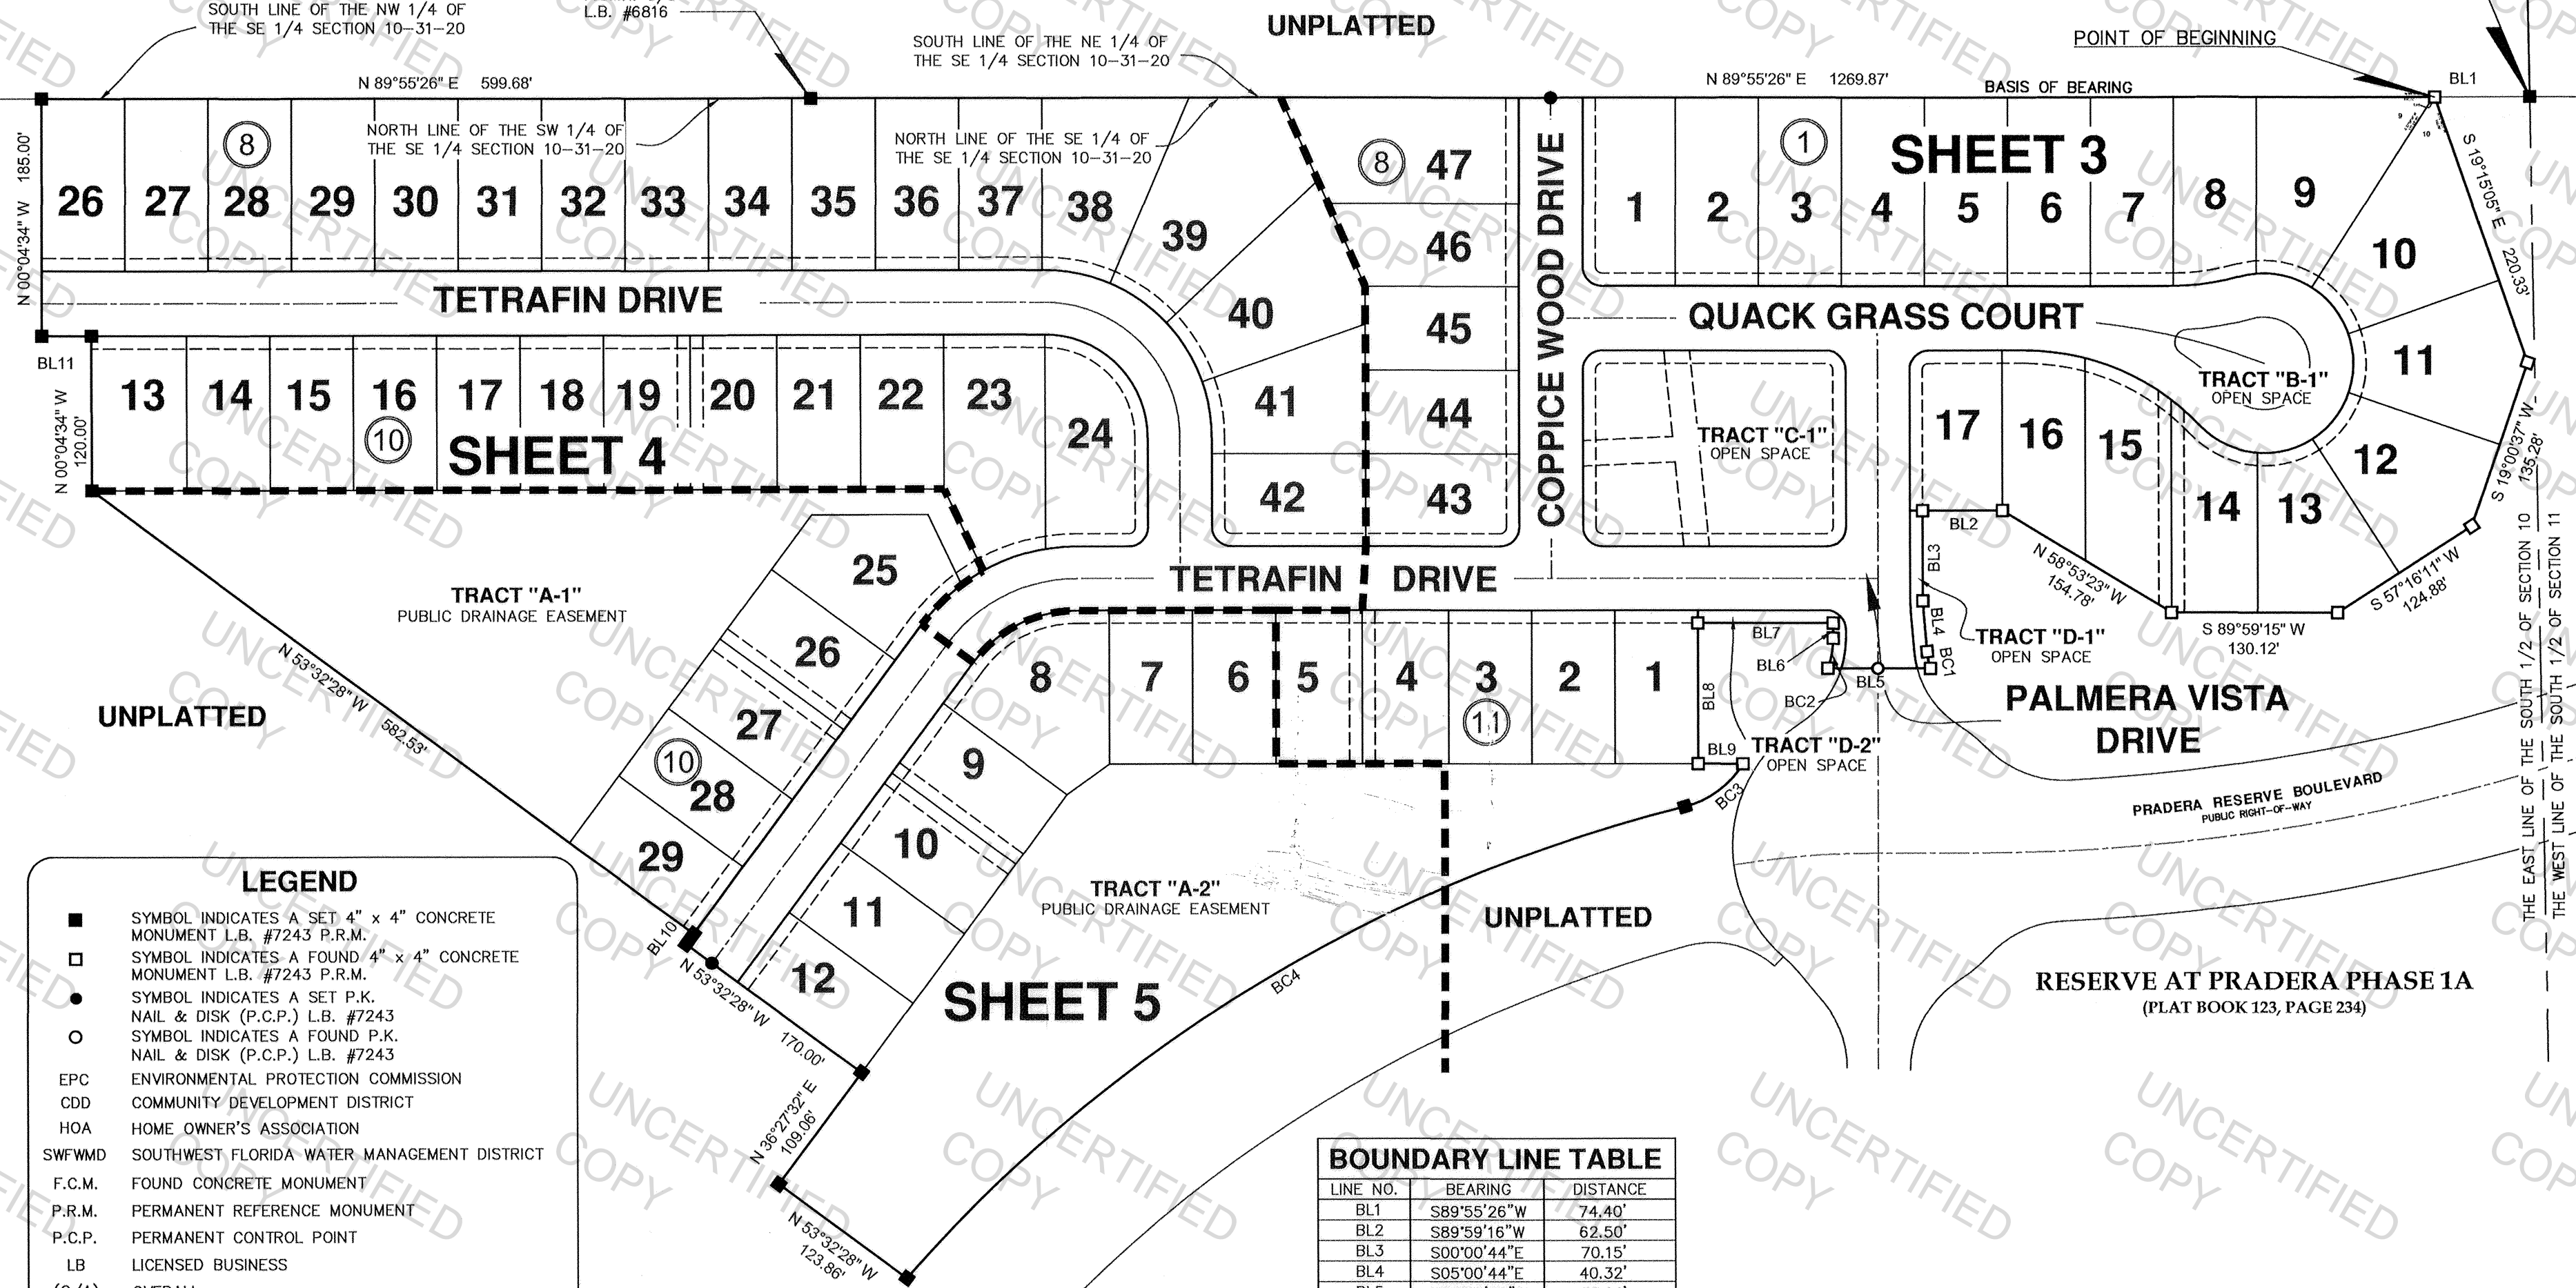 SOUTH LINE OF THE NW 1/4 OF
THE SE 1/4 SECTION 10-31-20
L.B. #6816
UNPLATTED
SOUTH LINE OF THE NE 1/4 OF
THE SE 1/4 SECTION 10-31-20
POINT OF BEGINNING
BL1
N 89°55'26" E 599.68'
N 89°55'26" E 1269.87'
BASIS OF BEARING
NORTH LINE OF THE SW 1/4 OF
THE SE 1/4 SECTION 10-31-20
NORTH LINE OF THE SE 1/4 OF
THE SE 1/4 SECTION 10-31-20
N 00°04'34" W 185.00'
8
26 27 28 29 30 31 32 33 34 35 36 37 38
39
40
41
42
8
47
46
45
44
43
COPPICE WOOD DRIVE
1
SHEET 3
1 2 3 4 5 6 7 8 9
10
11
12
13
14
15
16
17
S 19°15'05" E 220.33'
S 19°00'37" W
135.28'
S 57°16'11" W
124.88'
S 89°59'15" W
130.12'
N 58°53'23" W
154.78'
TETRAFIN DRIVE
QUACK GRASS COURT
TRACT "B-1"
OPEN SPACE
TRACT "C-1"
OPEN SPACE
BL11
N 00°04'34" W
120.00'
13 14 15 16 17 18 19 20 21 22 23
24
10
SHEET 4
BL2
BL3
BL4
BC1
TRACT "D-1"
OPEN SPACE
TETRAFIN DRIVE
TRACT "A-1"
PUBLIC DRAINAGE EASEMENT
25
26
27
10
28
29
8 7 6 5 4 3 2 1
11
9
10
11
12
BL7
BL6
BL8
BC2
BL5
BL9
BC3
TRACT "D-2"
OPEN SPACE
PALMERA VISTA
DRIVE
PRADERA RESERVE BOULEVARD
PUBLIC RIGHT-OF-WAY
THE EAST LINE OF THE SOUTH 1/2 OF SECTION 10
THE WEST LINE OF THE SOUTH 1/2 OF SECTION 11
UNPLATTED
N 53°32'28" W 582.53'
BL10
N 53°32'28" W 170.00'
N 36°27'32" E
109.06'
N 53°32'28" W
123.86'
TRACT "A-2"
PUBLIC DRAINAGE EASEMENT
SHEET 5
BC4
UNPLATTED
RESERVE AT PRADERA PHASE 1A
(PLAT BOOK 123, PAGE 234)
LEGEND
SYMBOL INDICATES A SET 4" x 4" CONCRETE
MONUMENT L.B. #7243 P.R.M.
SYMBOL INDICATES A FOUND 4" x 4" CONCRETE
MONUMENT L.B. #7243 P.R.M.
SYMBOL INDICATES A SET P.K.
NAIL & DISK (P.C.P.) L.B. #7243
SYMBOL INDICATES A FOUND P.K.
NAIL & DISK (P.C.P.) L.B. #7243
EPC ENVIRONMENTAL PROTECTION COMMISSION
CDD COMMUNITY DEVELOPMENT DISTRICT
HOA HOME OWNER'S ASSOCIATION
SWFWMD SOUTHWEST FLORIDA WATER MANAGEMENT DISTRICT
F.C.M. FOUND CONCRETE MONUMENT
P.R.M. PERMANENT REFERENCE MONUMENT
P.C.P. PERMANENT CONTROL POINT
LB LICENSED BUSINESS
BOUNDARY LINE TABLE
LINE NO. BEARING DISTANCE
BL1 S89°55'26"W 74.40'
BL2 S89°59'16"W 62.50'
BL3 S00°00'44"E 70.15'
BL4 S05°00'44"E 40.32'
UNCERTIFIED
COPY